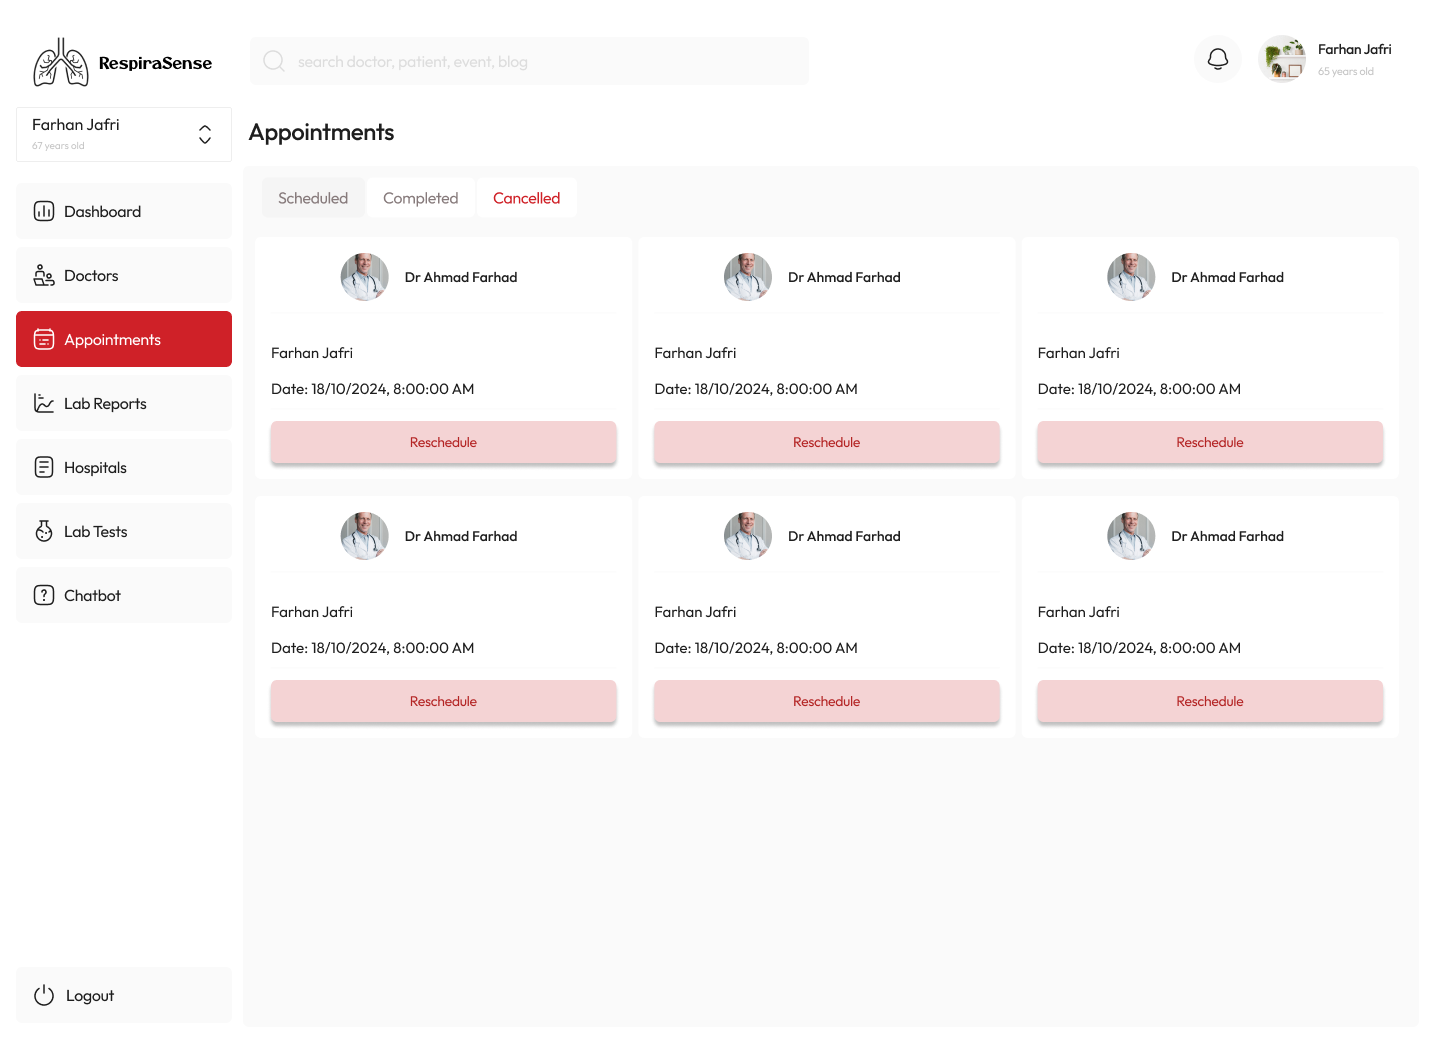 RespiraSense
search doctor, patient, event, blog
Farhan Jafri
65 years old
Farhan Jafri
67 years old
Dashboard
Doctors
Appointments
Lab Reports
Hospitals
Lab Tests
Chatbot
Logout
Appointments
Scheduled Completed Cancelled
Dr Ahmad Farhad
Farhan Jafri
Date: 18/10/2024, 8:00:00 AM
Reschedule
Dr Ahmad Farhad
Farhan Jafri
Date: 18/10/2024, 8:00:00 AM
Reschedule
Dr Ahmad Farhad
Farhan Jafri
Date: 18/10/2024, 8:00:00 AM
Reschedule
Dr Ahmad Farhad
Farhan Jafri
Date: 18/10/2024, 8:00:00 AM
Reschedule
Dr Ahmad Farhad
Farhan Jafri
Date: 18/10/2024, 8:00:00 AM
Reschedule
Dr Ahmad Farhad
Farhan Jafri
Date: 18/10/2024, 8:00:00 AM
Reschedule